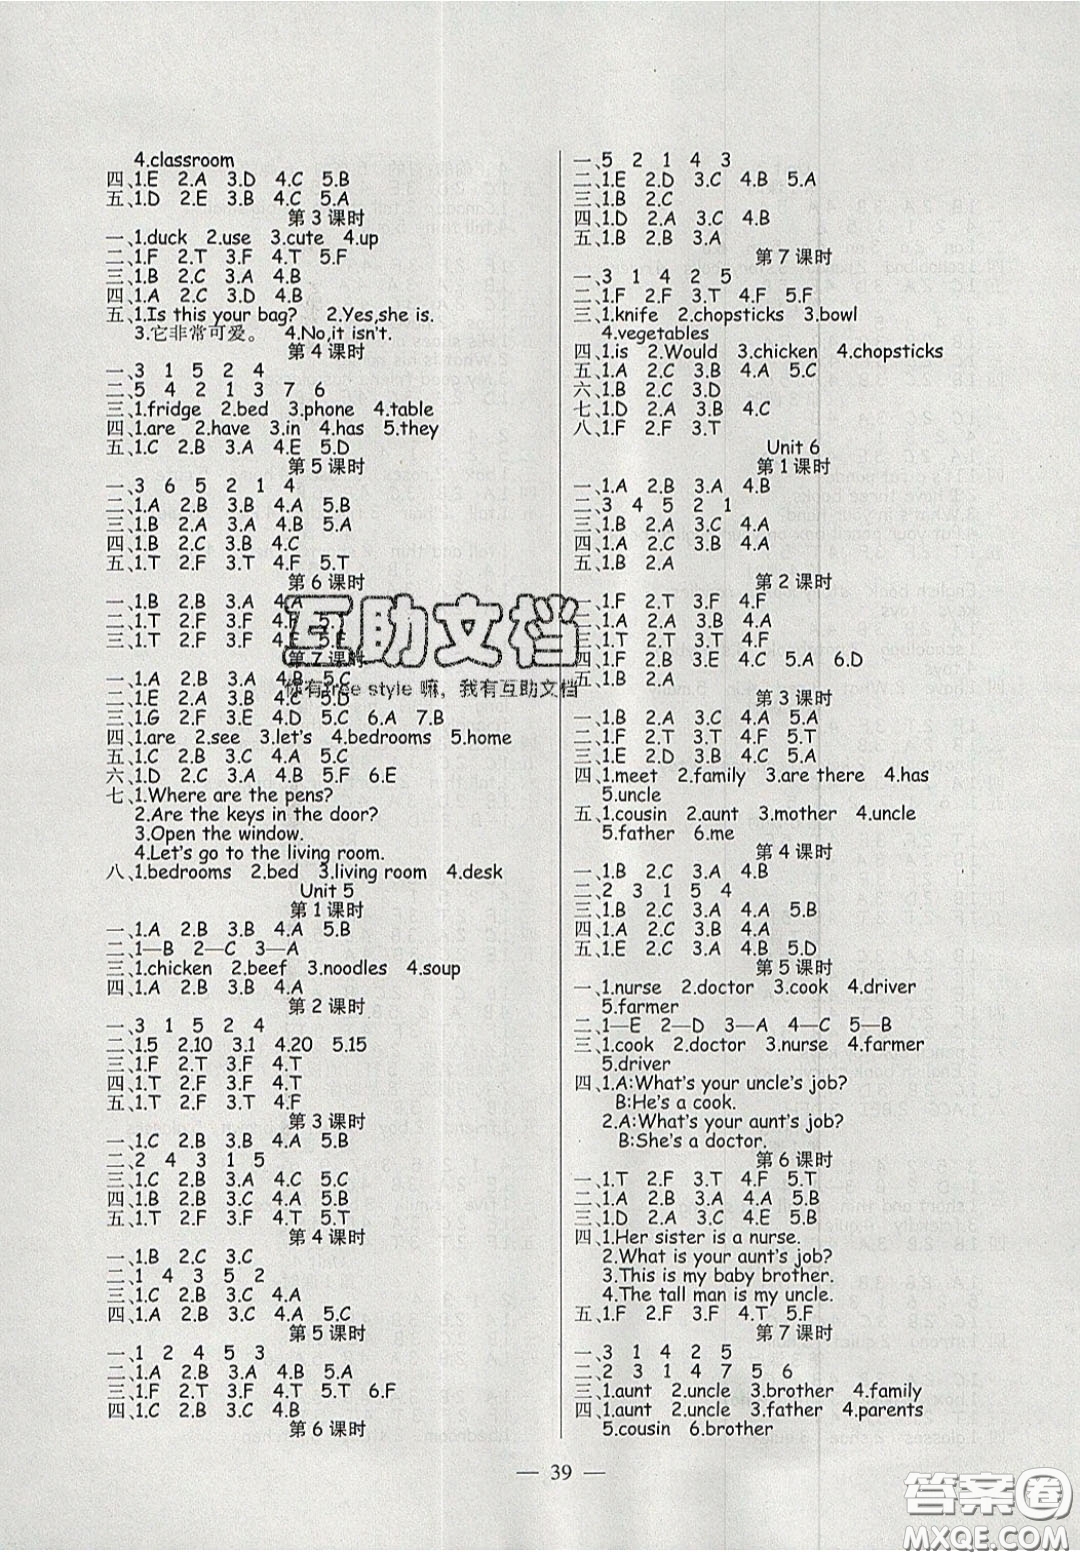 4.classroom
四、1.E 2.A 3.D 4.C 5.B
五、1.D 2.E 3.B 4.C 5.A
第 3 课时
一、1.duck 2.use 3.cute 4.up
二、1.F 2.T 3.F 4.T 5.F
三、1.B 2.C 3.A 4.B
四、1.A 2.C 3.D 4.B
五、1.Is this your bag? 2.Yes,she is.
3.它非常可爱。 4.No,it isn't.
第 4 课时
一、3 1 5 2 4
二、5 4 2 1 3 7 6
三、1.fridge 2.bed 3.phone 4.table
四、1.are 2.have 3.in 4.has 5.they
五、1.C 2.B 3.A 4.E 5.D
第 5 课时
一、3 6 5 2 1 4
二、1.A 2.B 3.B 4.A 5.B
三、1.B 2.A 3.A 4.B 5.A
四、1.B 2.C 3.B 4.C
五、1.T 2.F 3.T 4.F 5.T
第 6 课时
一、1.B 2.B 3.A 4.A
二、1.T 2.F 3.T 4.F 5.T
三、1.T 2.F 3.T 4.F 5.F
第 7 课时
一、1.A 2.B 3.A 4.B 5.C
二、1.E 2.A 3.B 4.C 5.D
三、1.G 2.F 3.E 4.D 5.C 6.A 7.B
四、1.are 2.see 3.let's 4.bedrooms 5.home
五、1.C 2.B 3.C 4.A 5.C
六、1.D 2.C 3.A 4.B 5.F 6.E
七、1.Where are the pens?
2.Are the keys in the door?
3.Open the window.
4.Let's go to the living room.
八、1.bedrooms 2.bed 3.living room 4.desk
Unit 5
第 1 课时
一、1.A 2.B 3.B 4.A 5.B
二、1—B 2—C 3—A
三、1.chicken 2.beef 3.noodles 4.soup
四、1.A 2.B 3.B 4.A
第 2 课时
一、3 1 5 2 4
二、1.5 2.10 3.1 4.20 5.15
三、1.F 2.T 3.F 4.T
四、1.T 2.F 3.F 4.T
五、1.T 2.F 3.T 4.F
第 3 课时
一、1.C 2.B 3.B 4.A 5.B
二、2 4 3 1 5
三、1.C 2.B 3.C 4.A 5.B
四、1.B 2.B 3.C 4.A 5.B
五、1.T 2.F 3.F 4.T 5.T
第 4 课时
一、1.B 2.C 3.C
二、1 4 3 5 2
三、1.C 2.B 3.C 4.A
四、1.A 2.B 3.C 4.A 5.C
第 5 课时
一、1 2 4 5 3
二、1.A 2.B 3.A 4.B 5.A
三、1.F 2.T 3.F 4.T 5.T 6.F
四、1.C 2.B 3.C 4.B
第 6 课时
一、5 2 1 4 3
二、1.E 2.D 3.C 4.B 5.A
三、1.B 2.C
四、1.D 2.A 3.C 4.B
五、1.B 2.B 3.A
第 7 课时
一、3 1 4 2 5
二、1.F 2.F 3.T 4.F 5.F
三、1.knife 2.chopsticks 3.bowl
4.vegetables
四、1.is 2.Would 3.chicken 4.chopsticks
五、1.A 2.C 3.B 4.A 5.C
六、1.B 2.C 3.D
七、1.D 2.A 3.B 4.C
八、1.F 2.F 3.T
Unit 6
第 1 课时
一、1.A 2.B 3.A 4.B
二、3 4 5 2 1
三、1.B 2.A 3.C 4.A
四、1.A 2.B 3.B 4.A
五、1.B 2.A
第 2 课时
一、1.F 2.T 3.F 4.F
二、1.A 2.A 3.B 4.A
三、1.T 2.T 3.T 4.F
四、1.F 2.B 3.E 4.C 5.A 6.D
五、1.B 2.A
第 3 课时
一、1.B 2.A 3.C 4.A 5.A
二、1.F 2.T 3.T 4.F 5.T
三、1.E 2.D 3.B 4.C 5.A
四、1.meet 2.family 3.are there 4.has
5.uncle
五、1.cousin 2.aunt 3.mother 4.uncle
5.father 6.me
第 4 课时
一、1.B 2.C 3.A 4.B
二、2 3 1 5 4
三、1.B 2.C 3.A 4.A 5.B
四、1.A 2.C 3.B 4.A
五、1.E 2.C 3.A 4.B 5.D
第 5 课时
一、1.nurse 2.doctor 3.cook 4.driver
5.farmer
二、1—E 2—D 3—A 4—C 5—B
三、1.cook 2.doctor 3.nurse 4.farmer
5.driver
四、1.A:What's your uncle's job?
B:He's a cook.
2.A:What's your aunt's job?
B:She's a doctor.
第 6 课时
一、1.T 2.F 3.T 4.F 5.T
二、1.A 2.B 3.A 4.A 5.B
三、1.D 2.A 3.C 4.E 5.B
四、1.Her sister is a nurse.
2.What is your aunt's job?
3.This is my baby brother.
4.The tall man is my uncle.
五、1.F 2.F 3.F 4.T 5.F
第 7 课时
一、3 1 4 2 5
二、2 3 1 4 7 5 6
三、1.aunt 2.uncle 3.brother 4.family
四、1.aunt 2.uncle 3.father 4.parents
5.cousin 6.brother
— 39 —
互助文档
你有free style 嘛，我有互助文档
答案卷
MXQE.COM